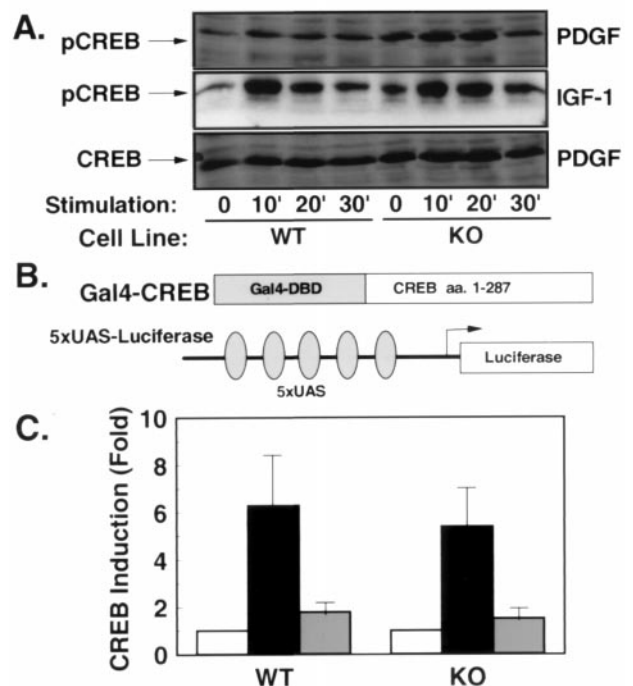 A.
pCREB
PDGF
pCREB
IGF-1
CREB
PDGF
Stimulation: 0 10' 20' 30' 0 10' 20' 30'
Cell Line: WT KO
B.
Gal4-CREB
Gal4-DBD
CREB aa. 1-287
5xUAS-Luciferase
Luciferase
5xUAS
C.
CREB Induction (Fold)
10
8
6
4
2
0
WT KO